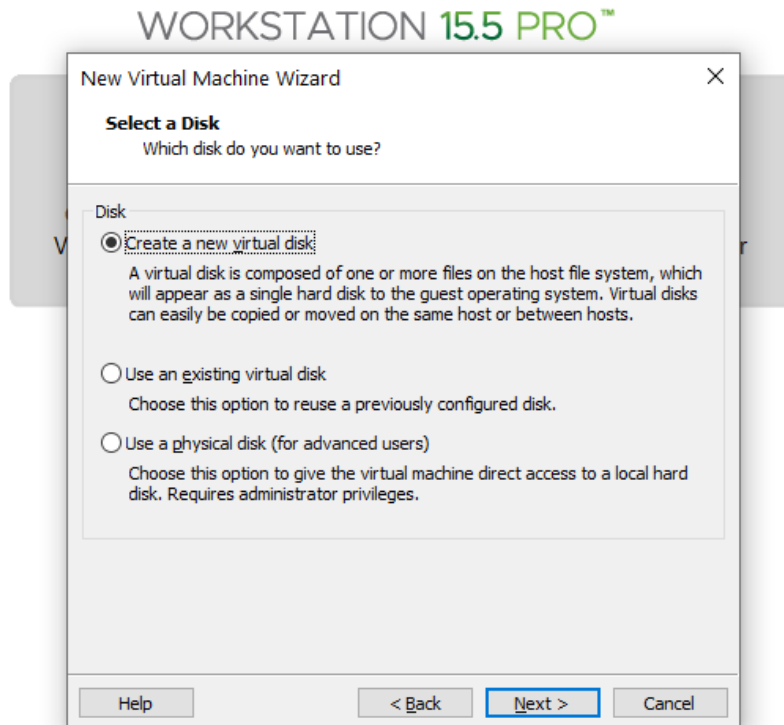 WORKSTATION 15.5 PRO™
New Virtual Machine Wizard
Select a Disk
Which disk do you want to use?
Disk
Create a new virtual disk
A virtual disk is composed of one or more files on the host file system, which
will appear as a single hard disk to the guest operating system. Virtual disks
can easily be copied or moved on the same host or between hosts.
Use an existing virtual disk
Choose this option to reuse a previously configured disk.
Use a physical disk (for advanced users)
Choose this option to give the virtual machine direct access to a local hard
disk. Requires administrator privileges.
Help
< Back
Next >
Cancel